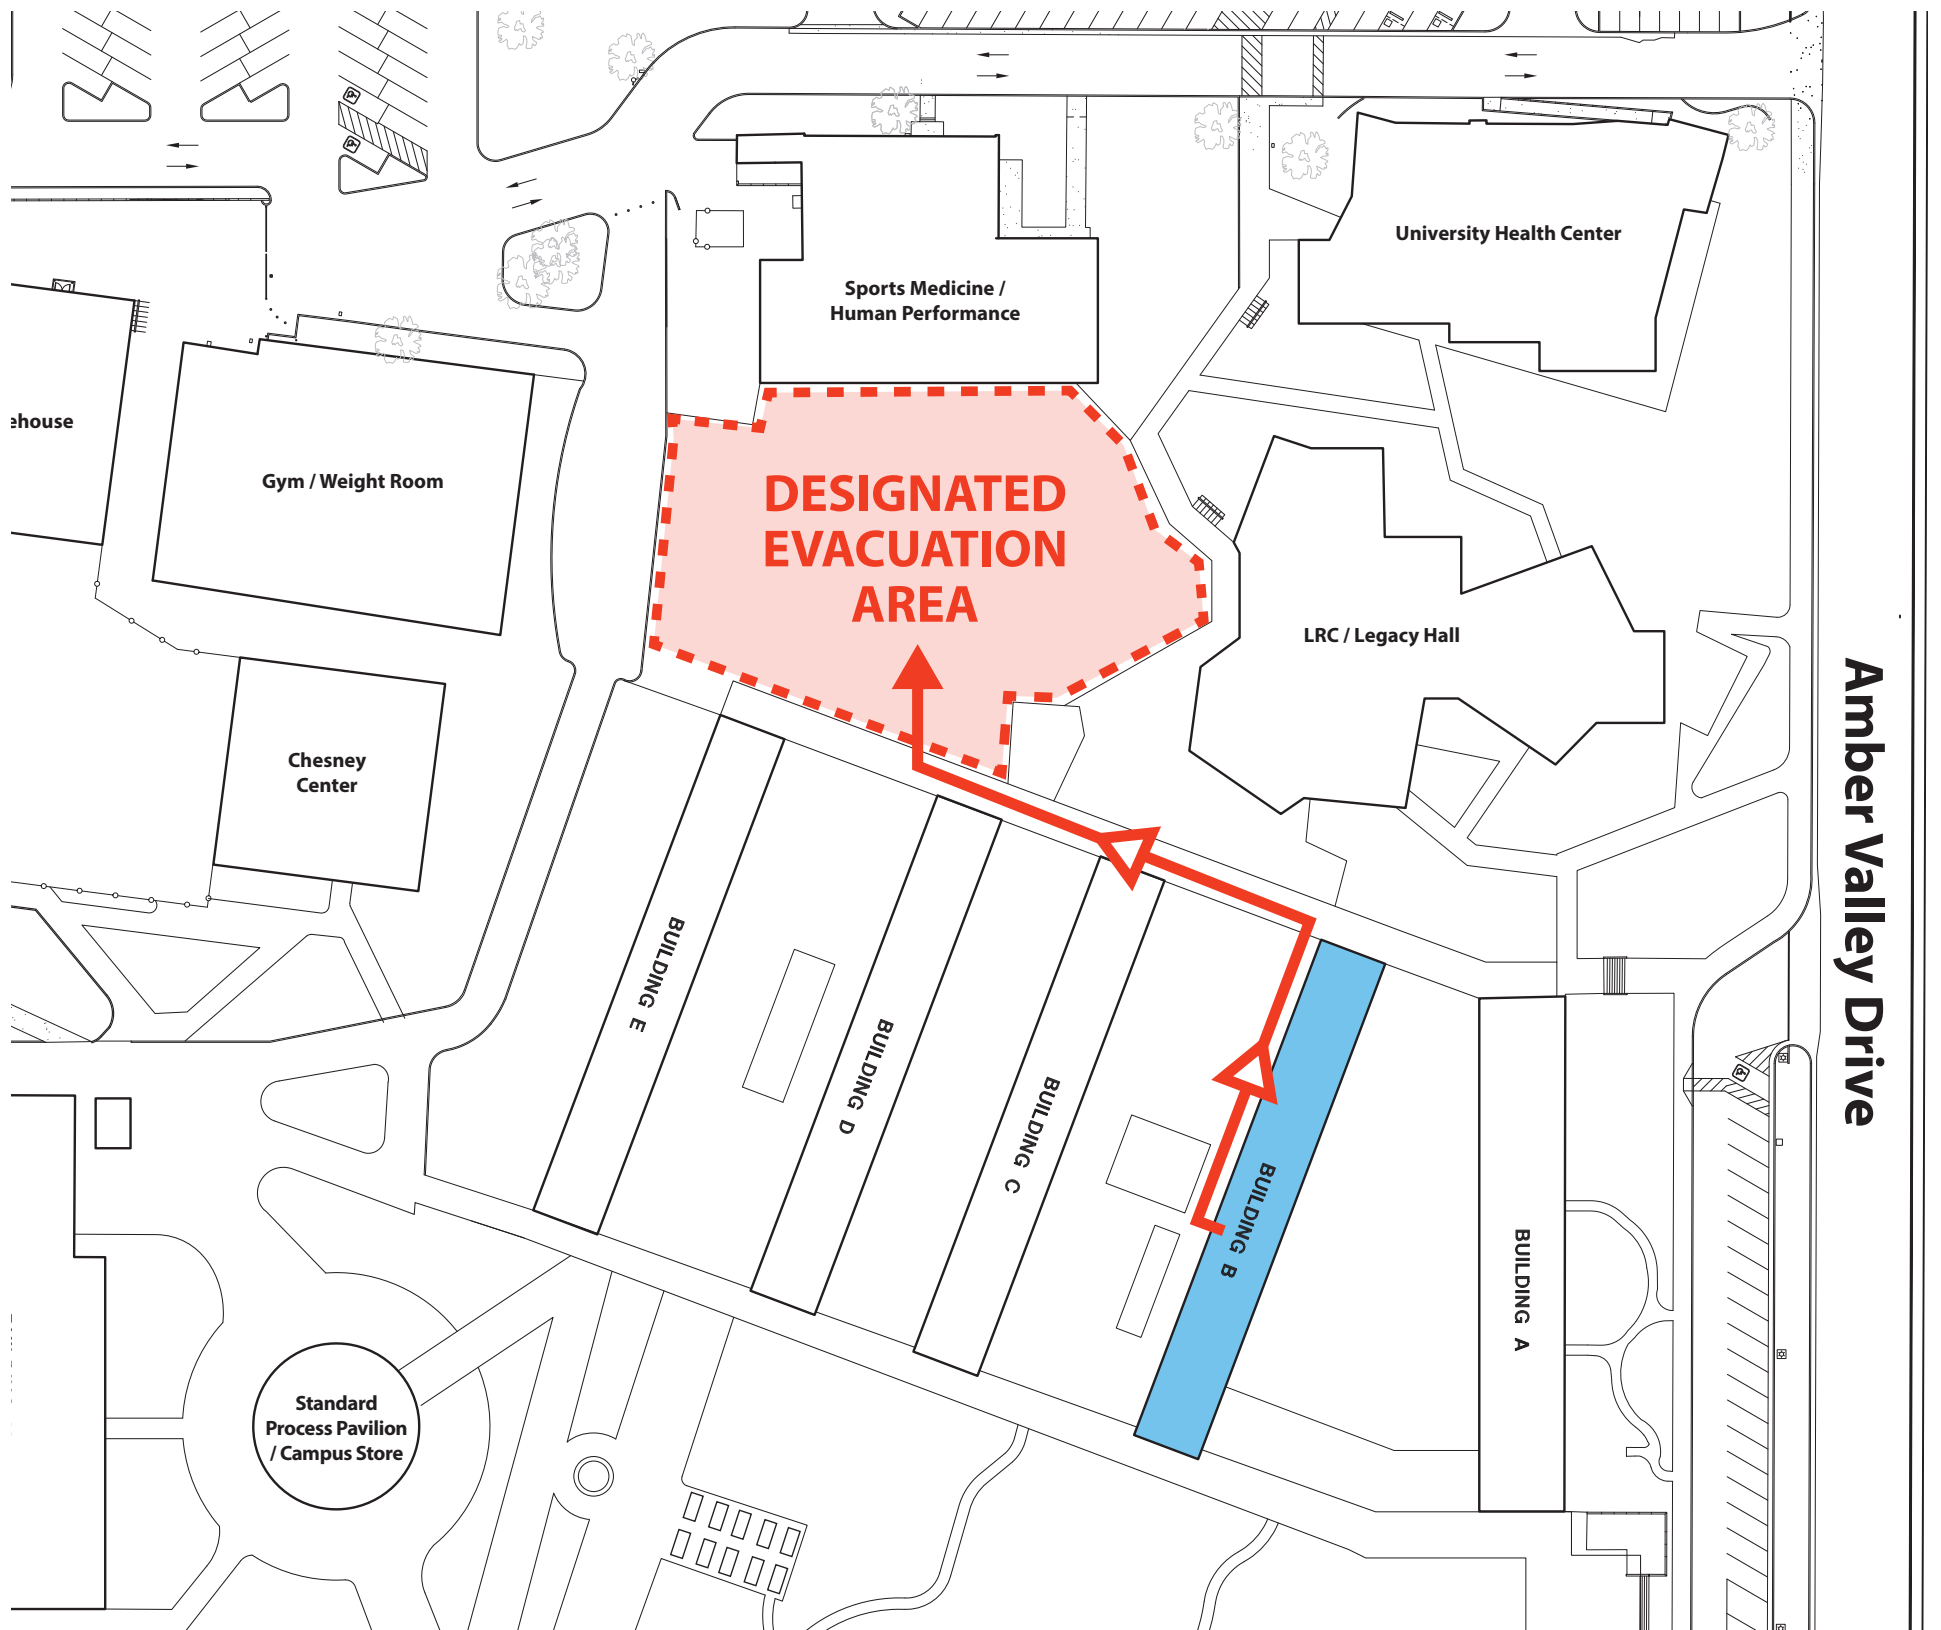 University Health Center
Sports Medicine /
Human Performance
ehouse
Gym / Weight Room
DESIGNATED
EVACUATION
AREA
LRC / Legacy Hall
Chesney
Center
Amber Valley Drive
BUILDING E
BUILDING D
BUILDING C
BUILDING B
BUILDING A
Standard
Process Pavilion
/ Campus Store